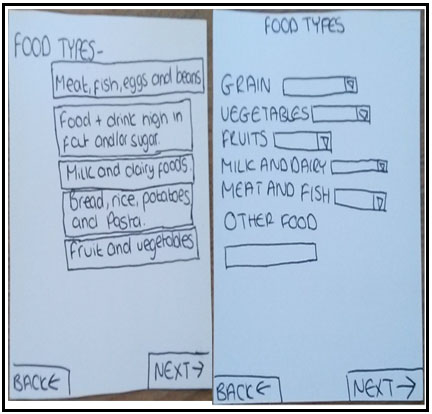 FOOD TYPES-
Meat, fish, eggs and beans
Food + drink high in
fat and/or sugar.
Milk and dairy foods.
Bread, rice, potatoes
and Pasta.
Fruit and vegetables
BACK←
NEXT→
FOOD TYPES
GRAIN
VEGETABLES
FRUITS
MILK AND DAIRY
MEAT AND FISH
OTHER FOOD
BACK←
NEXT→